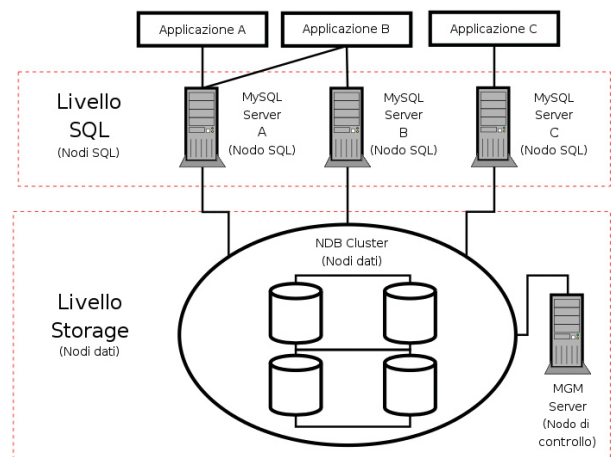 Applicazione A
Applicazione B
Applicazione C
Livello
SQL
(Nodi SQL)
MySQL
Server
A
(Nodo SQL)
MySQL
Server
B
(Nodo SQL)
MySQL
Server
C
(Nodo SQL)
NDB Cluster
(Nodi dati)
Livello
Storage
(Nodi dati)
MGM
Server
(Nodo di
controllo)